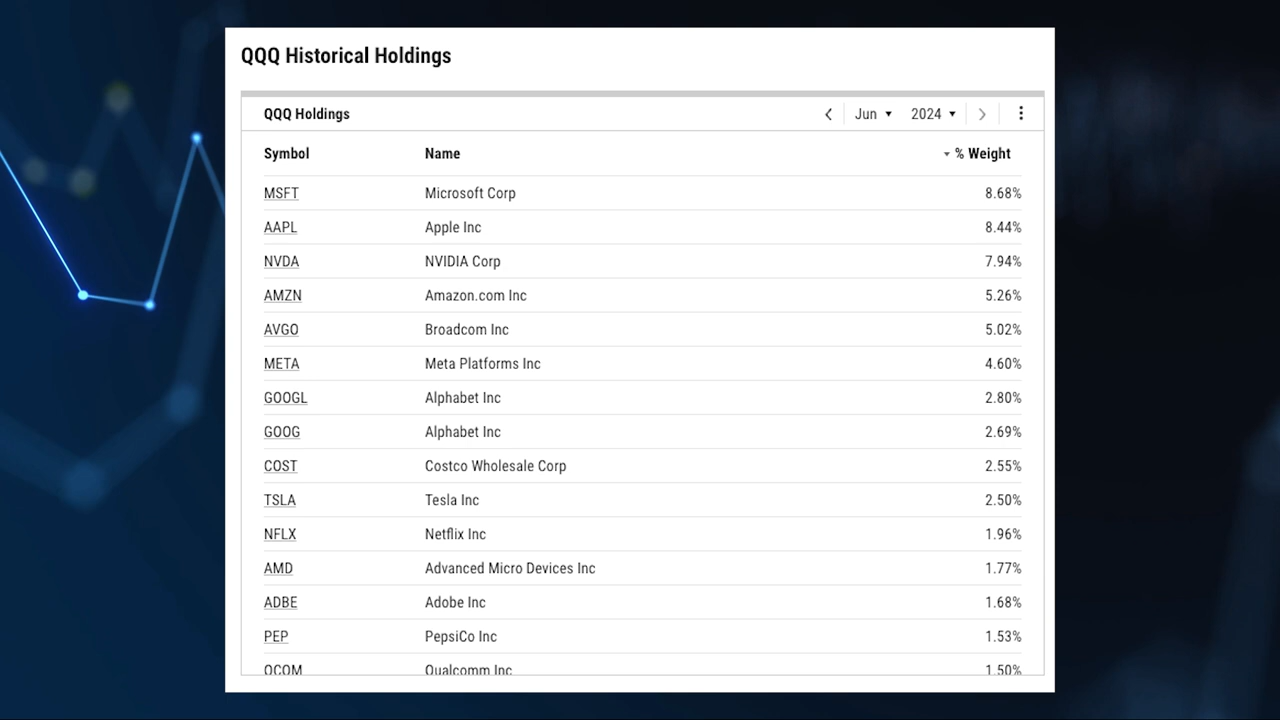 QQQ Historical Holdings
QQQ Holdings Jun 2024
Symbol Name % Weight
MSFT Microsoft Corp 8.68%
AAPL Apple Inc 8.44%
NVDA NVIDIA Corp 7.94%
AMZN Amazon.com Inc 5.26%
AVGO Broadcom Inc 5.02%
META Meta Platforms Inc 4.60%
GOOGL Alphabet Inc 2.80%
GOOG Alphabet Inc 2.69%
COST Costco Wholesale Corp 2.55%
TSLA Tesla Inc 2.50%
NFLX Netflix Inc 1.96%
AMD Advanced Micro Devices Inc 1.77%
ADBE Adobe Inc 1.68%
PEP PepsiCo Inc 1.53%
QCOM Qualcomm Inc 1.50%